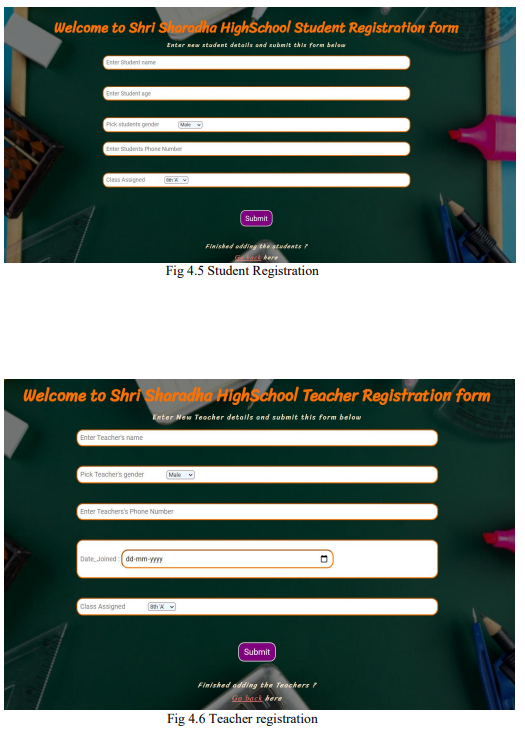 Welcome to Shri Sharadha HighSchool Student Registration form
Enter new student details and submit this form below
Enter Student name
Enter Student age
Pick students gender Male
Enter Students Phone Number
Class Assigned 8th 'A'
Submit
Finished adding the students ?
Go back here
Fig 4.5 Student Registration
Welcome to Shri Sharadha HighSchool Teacher Registration form
Enter New Teacher details and submit this form below
Enter Teacher's name
Pick Teacher's gender Male
Enter Teachers's Phone Number
Date_Joined : dd-mm-yyyy
Class Assigned 8th 'A'
Submit
Finished adding the Teachers ?
Go back here
Fig 4.6 Teacher registration